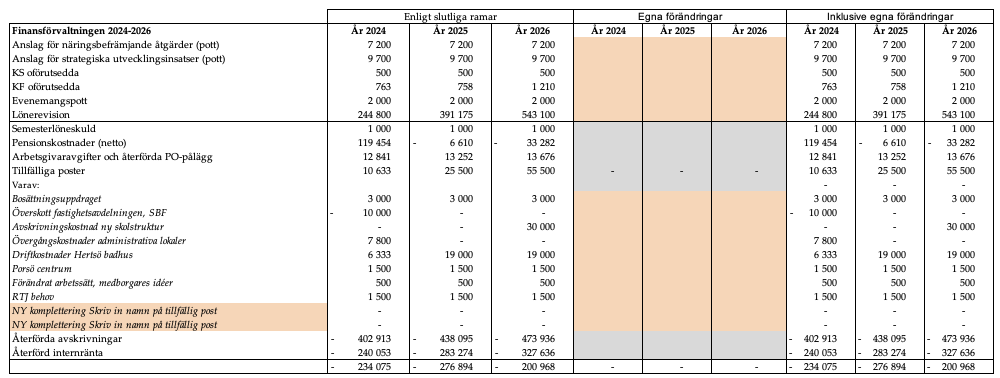 Enligt slutliga ramar Egna förändringar Inklusive egna förändringar
Finansförvaltningen 2024-2026 År 2024 År 2025 År 2026 År 2024 År 2025 År 2026 År 2024 År 2025 År 2026
Anslag för näringsbefrämjande åtgärder (pott) 7 200 7 200 7 200 7 200 7 200 7 200
Anslag för strategiska utvecklingsinsatser (pott) 9 700 9 700 9 700 9 700 9 700 9 700
KS oförutsedda 500 500 500 500 500 500
KF oförutsedda 763 758 1 210 763 758 1 210
Evenemangspott 2 000 2 000 2 000 2 000 2 000 2 000
Lönerevision 244 800 391 175 543 100 244 800 391 175 543 100
Semesterlöneskuld 1 000 1 000 1 000 1 000 1 000 1 000
Pensionskostnader (netto) 119 454 - 6 610 - 33 282 119 454 - 6 610 - 33 282
Arbetsgivaravgifter och återförda PO-pålägg 12 841 13 252 13 676 12 841 13 252 13 676
Tillfälliga poster 10 633 25 500 55 500 - - - 10 633 25 500 55 500
Varav: - - -
Bosättningsuppdraget 3 000 3 000 3 000 3 000 3 000 3 000
Överskott fastighetsavdelningen, SBF - 10 000 - - - 10 000 - -
Avskrivningskostnad ny skolstruktur - - 30 000 - - 30 000
Övergångskostnader administrativa lokaler 7 800 - - 7 800 - -
Driftkostnader Hertsö badhus 6 333 19 000 19 000 6 333 19 000 19 000
Porsö centrum 1 500 1 500 1 500 1 500 1 500 1 500
Förändrat arbetssätt, medborgares idéer 500 500 500 500 500 500
RTJ behov 1 500 1 500 1 500 1 500 1 500 1 500
NY komplettering Skriv in namn på tillfällig post - - - - - -
NY komplettering Skriv in namn på tillfällig post - - - - - -
Återförda avskrivningar - 402 913 - 438 095 - 473 936 - 402 913 - 438 095 - 473 936
Återförd internränta - 240 053 - 283 274 - 327 636 - 240 053 - 283 274 - 327 636
- 234 075 - 276 894 - 200 968 - - - - 234 075 - 276 894 - 200 968